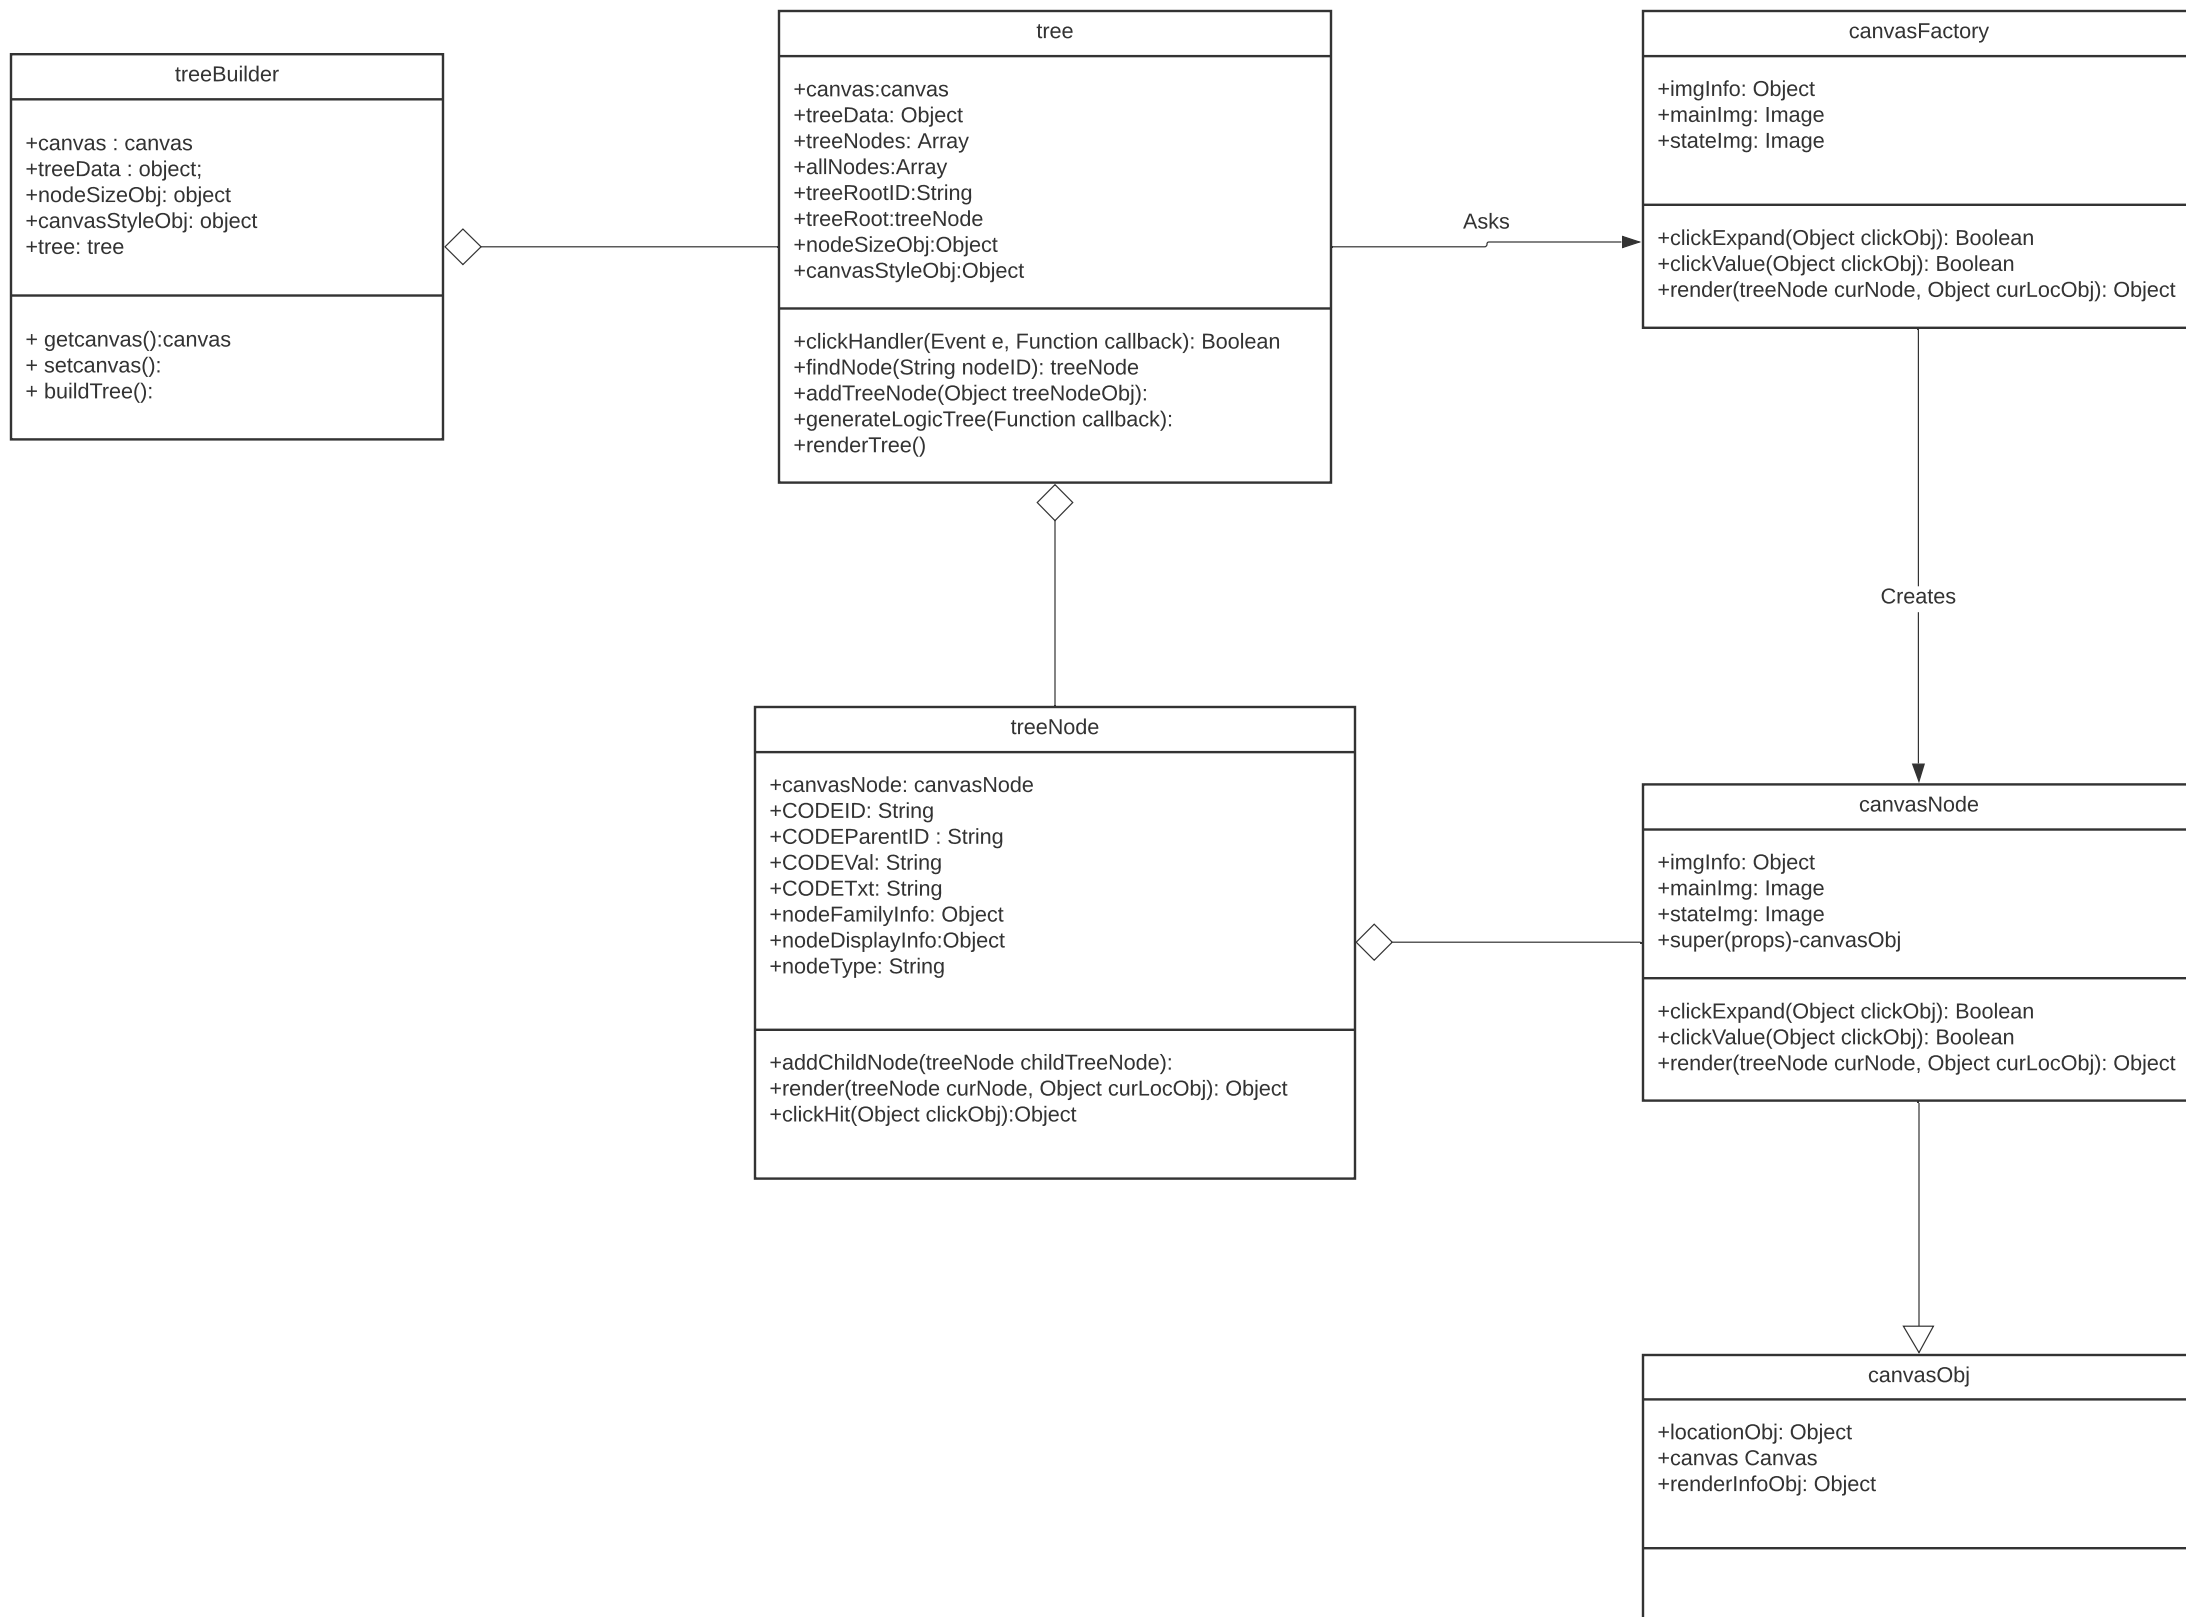 treeBuilder
+canvas : canvas
+treeData : object;
+nodeSizeObj: object
+canvasStyleObj: object
+tree: tree
+ getcanvas():canvas
+ setcanvas():
+ buildTree():
tree
+canvas:canvas
+treeData: Object
+treeNodes: Array
+allNodes:Array
+treeRootID:String
+treeRoot:treeNode
+nodeSizeObj:Object
+canvasStyleObj:Object
+clickHandler(Event e, Function callback): Boolean
+findNode(String nodeID): treeNode
+addTreeNode(Object treeNodeObj):
+generateLogicTree(Function callback):
+renderTree()
Asks
canvasFactory
+imgInfo: Object
+mainImg: Image
+stateImg: Image
+clickExpand(Object clickObj): Boolean
+clickValue(Object clickObj): Boolean
+render(treeNode curNode, Object curLocObj): Object
Creates
treeNode
+canvasNode: canvasNode
+CODEID: String
+CODEParentID : String
+CODEVal: String
+CODETxt: String
+nodeFamilyInfo: Object
+nodeDisplayInfo:Object
+nodeType: String
+addChildNode(treeNode childTreeNode):
+render(treeNode curNode, Object curLocObj): Object
+clickHit(Object clickObj):Object
canvasNode
+imgInfo: Object
+mainImg: Image
+stateImg: Image
+super(props)-canvasObj
+clickExpand(Object clickObj): Boolean
+clickValue(Object clickObj): Boolean
+render(treeNode curNode, Object curLocObj): Object
canvasObj
+locationObj: Object
+canvas Canvas
+renderInfoObj: Object